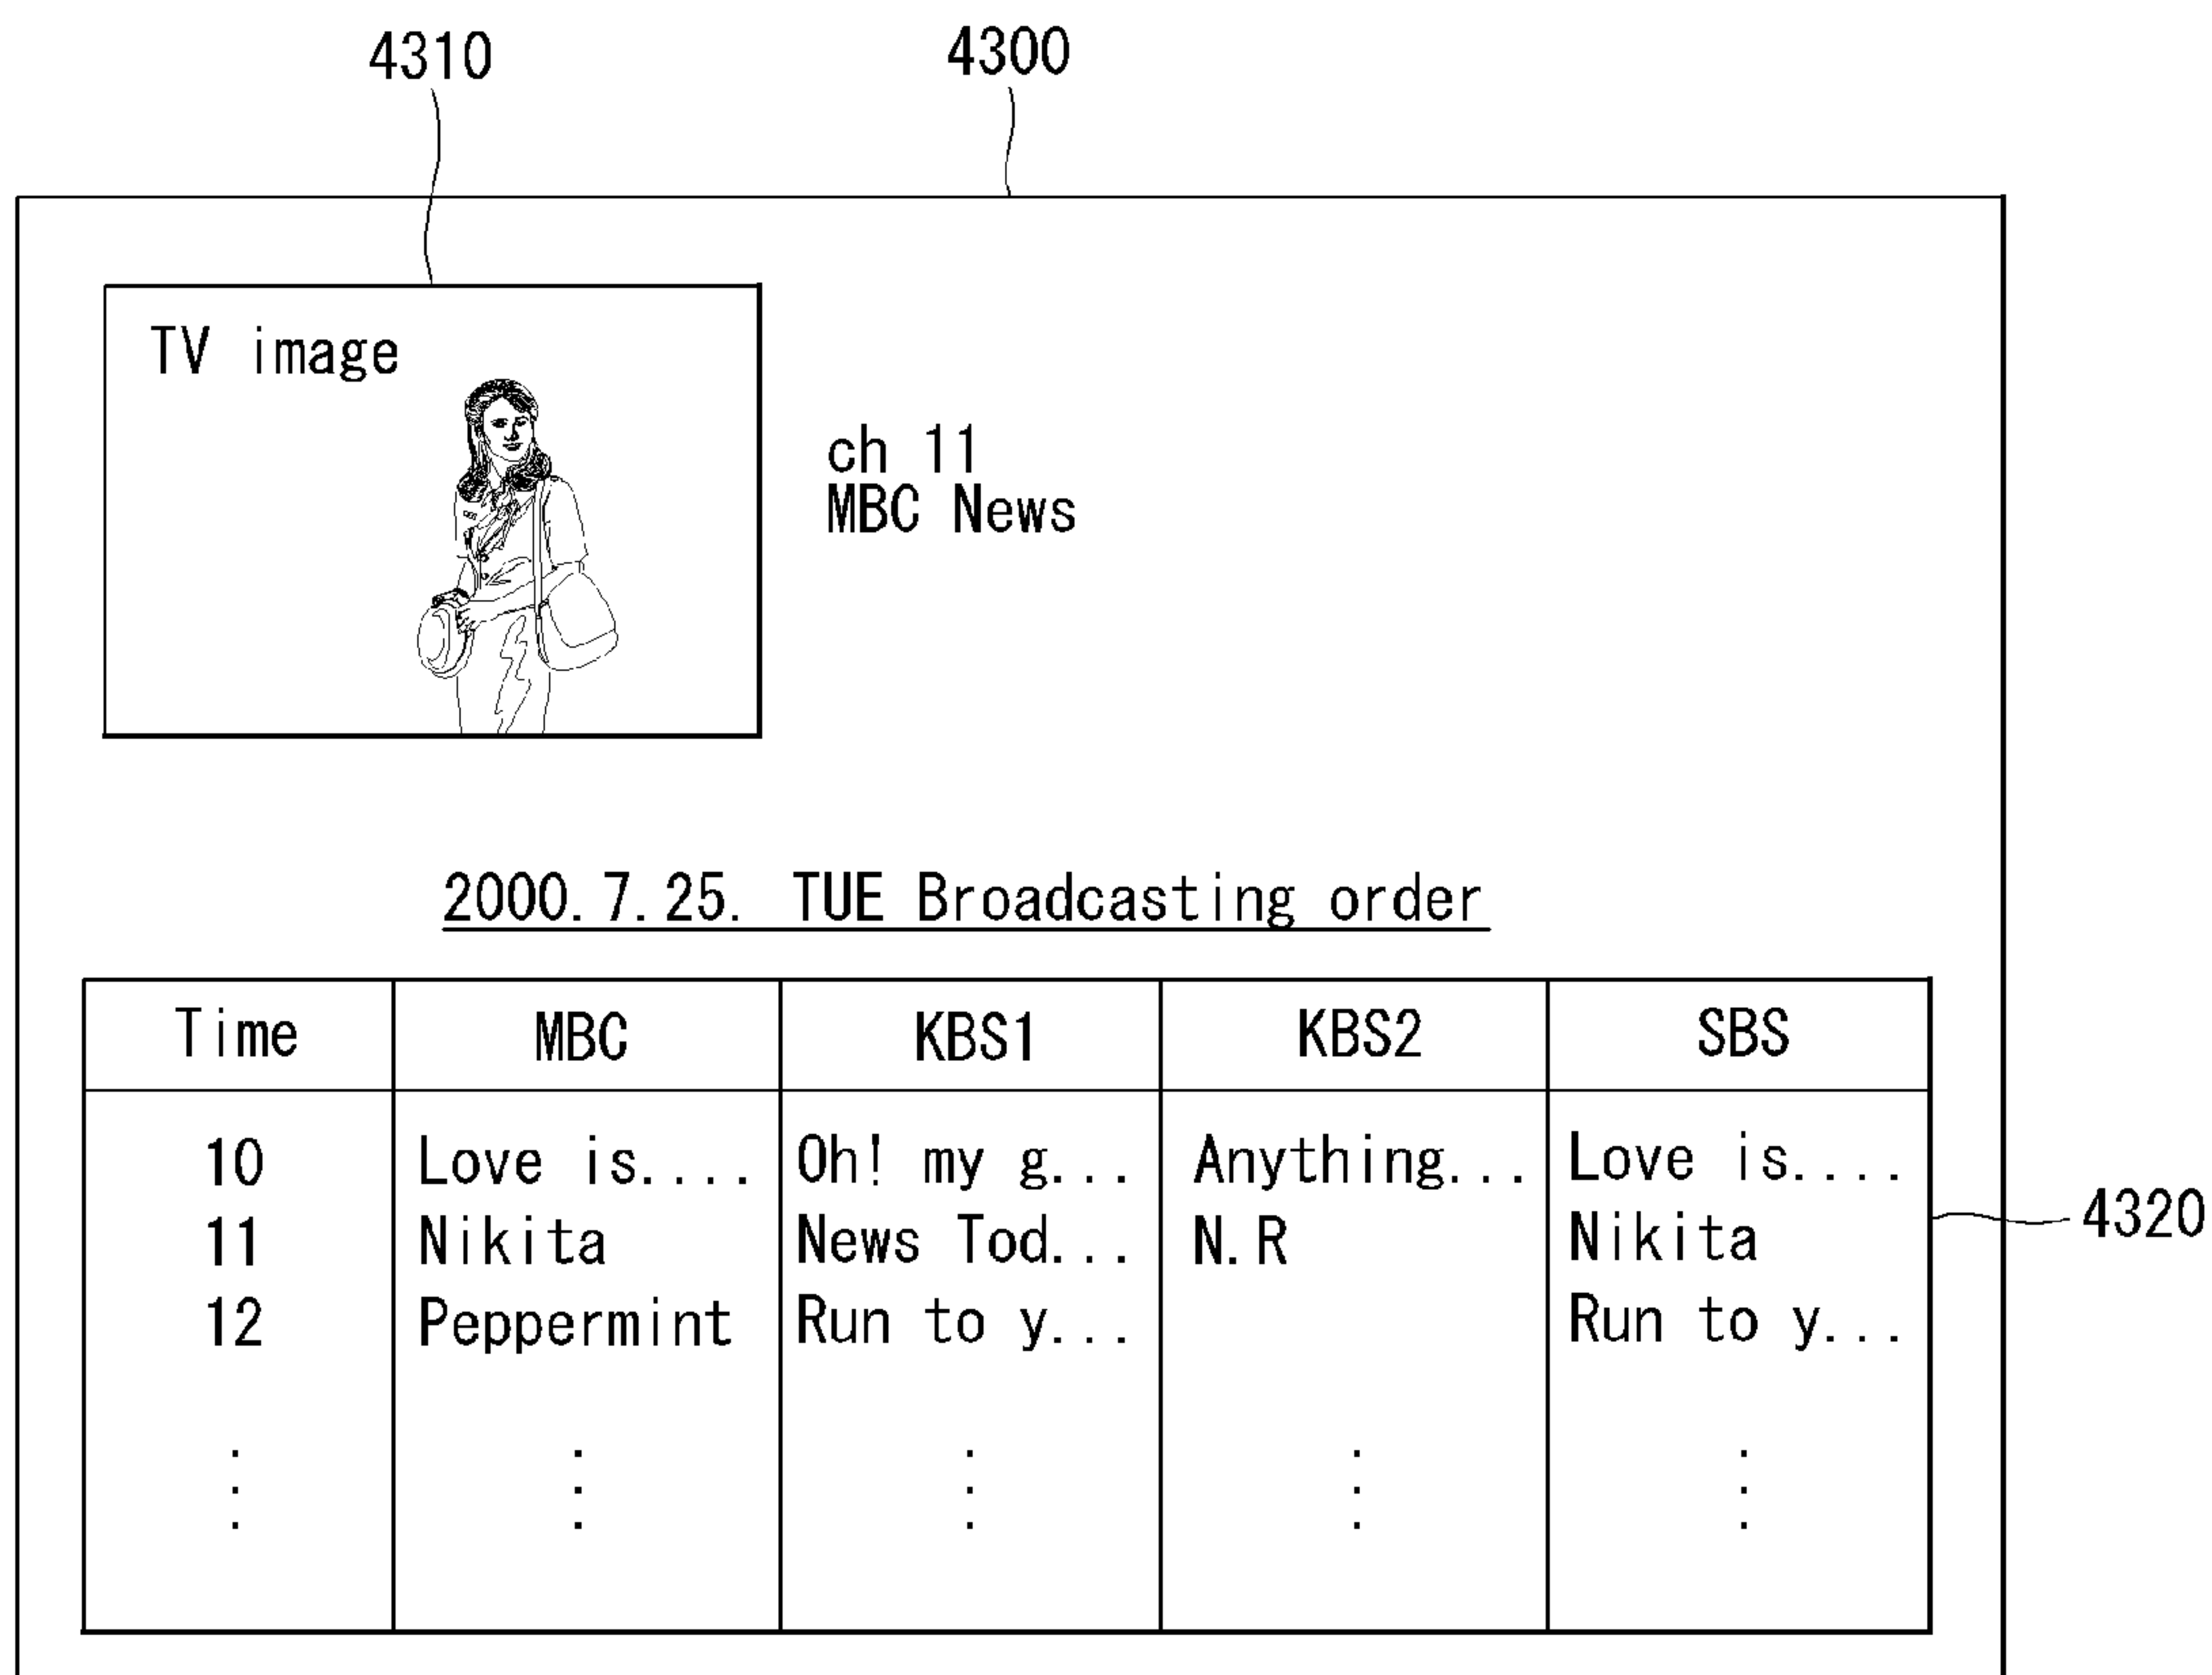 4310 4300
TV image
ch 11
MBC News
2000.7.25. TUE Broadcasting order
Time MBC KBS1 KBS2 SBS
10 Love is.... Oh! my g... Anything... Love is....
11 Nikita News Tod... N.R Nikita
4320
12 Peppermint Run to y... Run to y...